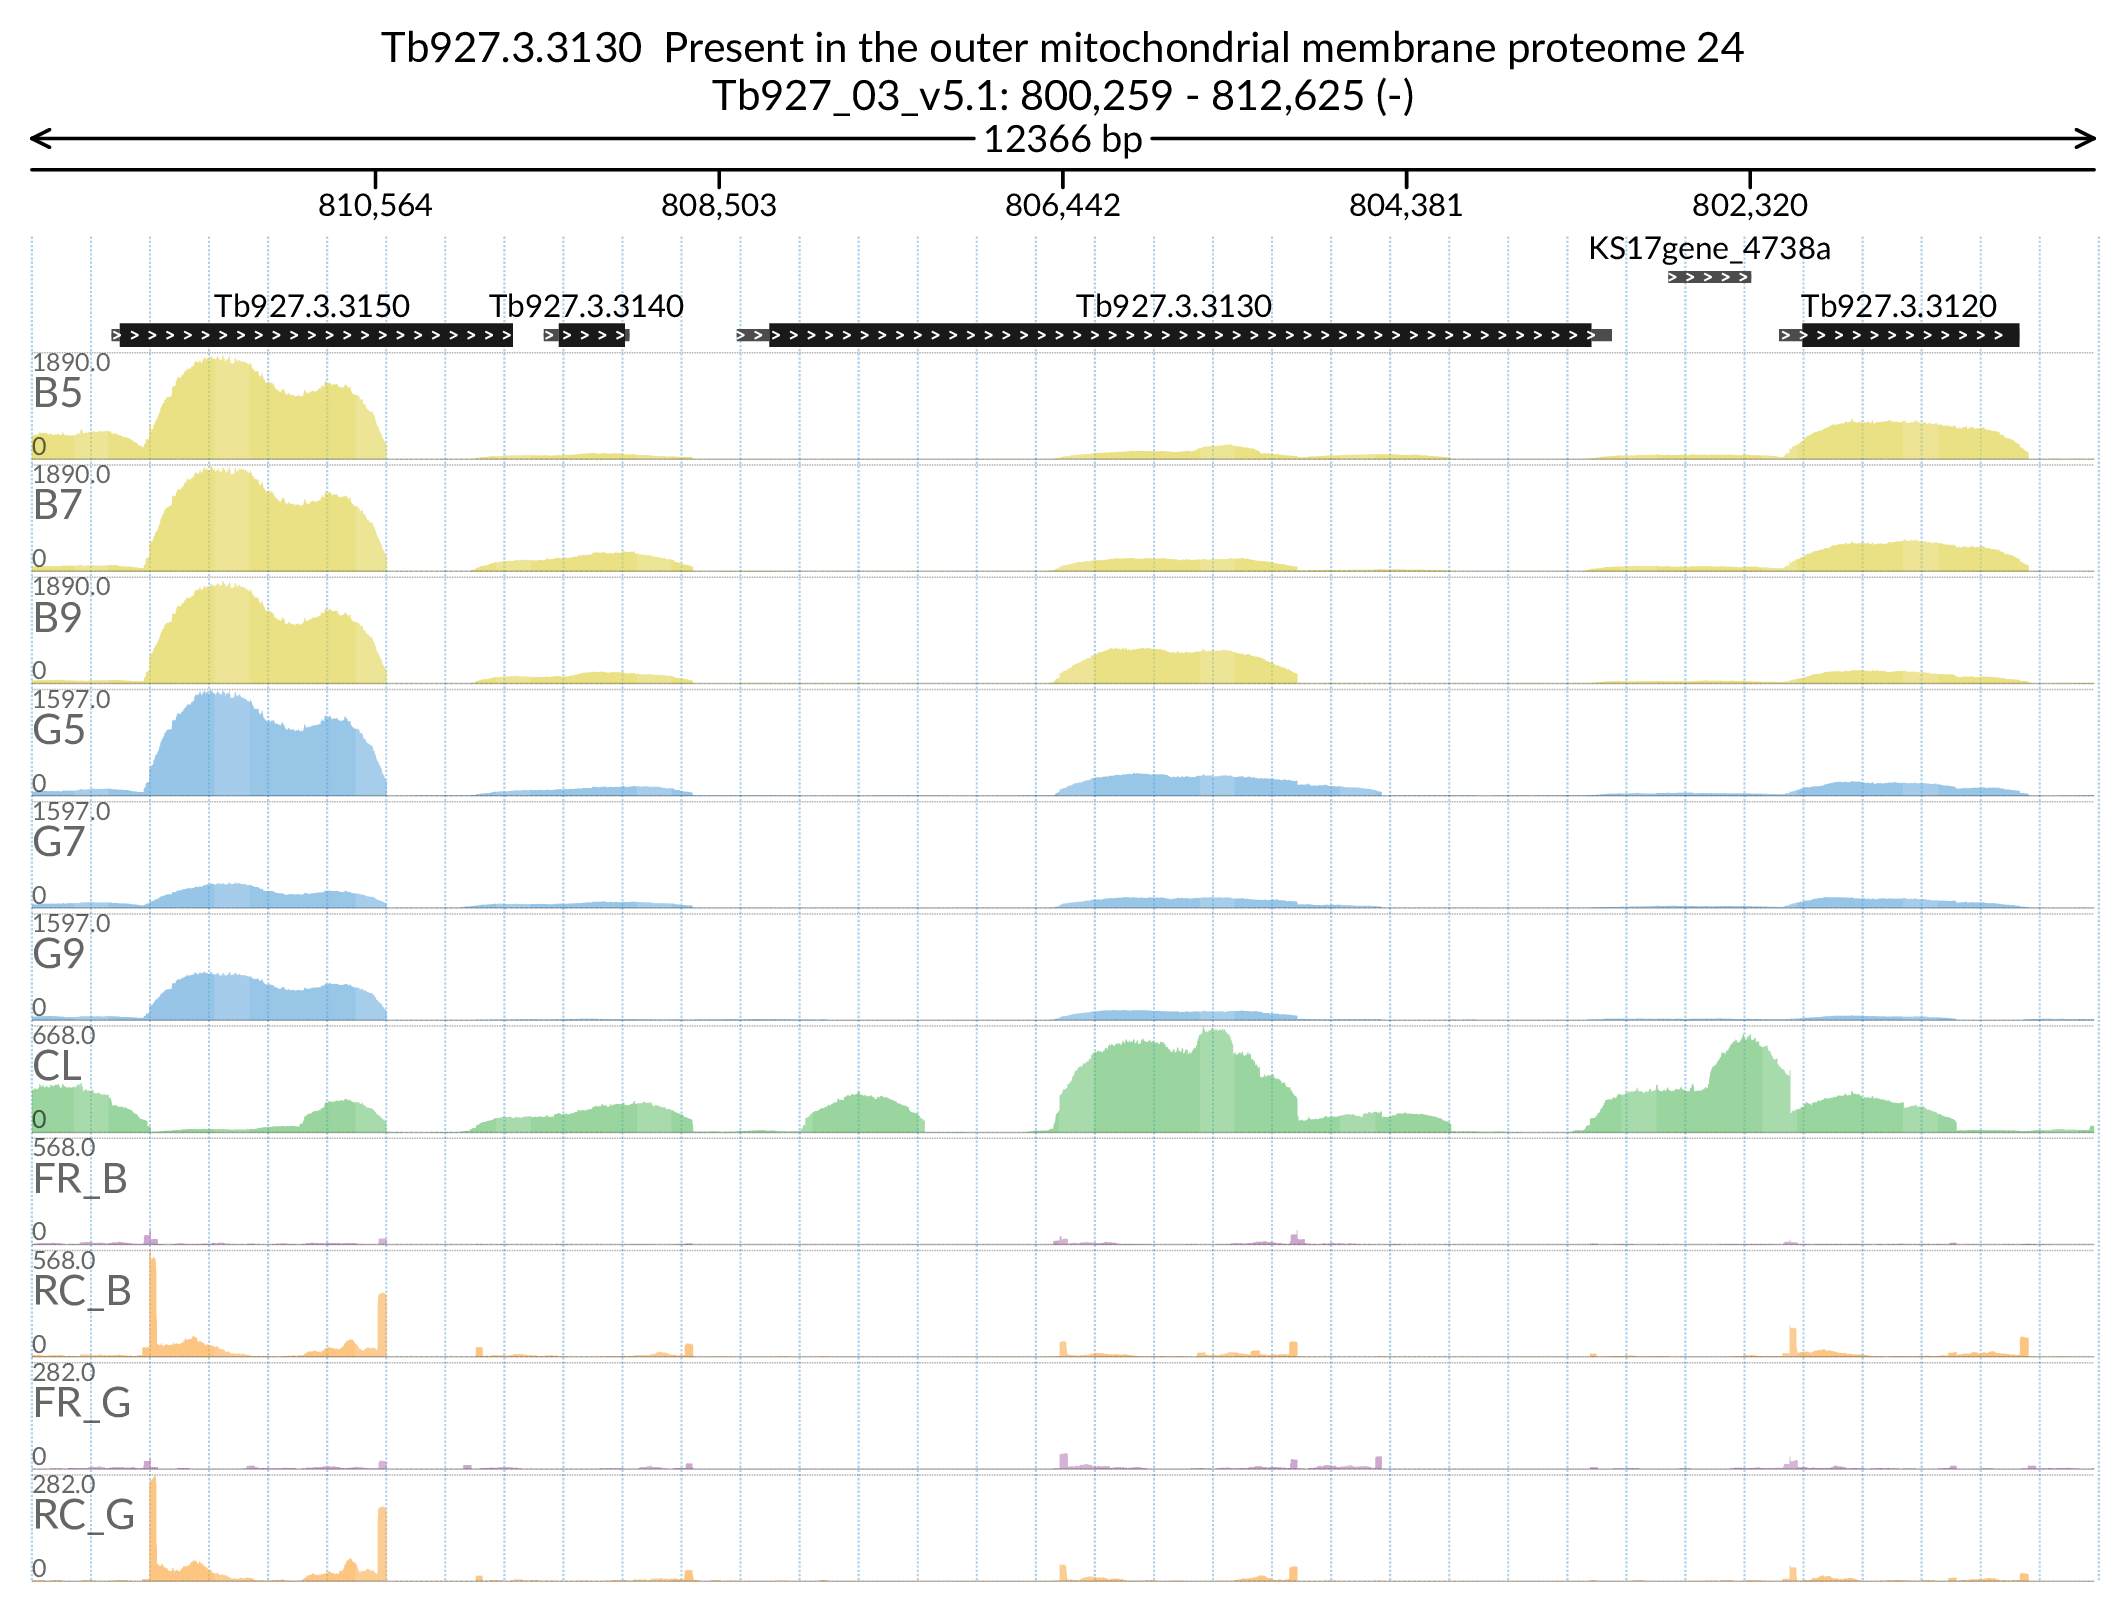 Tb927.3.3130  Present in the outer mitochondrial membrane proteome 24
Tb927_03_v5.1: 800,259 - 812,625 (-)
12366 bp
810,564 808,503 806,442 804,381 802,320
KS17gene_4738a
Tb927.3.3150 Tb927.3.3140 Tb927.3.3130 Tb927.3.3120
1890.0
B5
0
1890.0
B7
0
1890.0
B9
0
1597.0
G5
0
1597.0
G7
0
1597.0
G9
0
668.0
CL
0
568.0
FR_B
0
568.0
RC_B
0
282.0
FR_G
0
282.0
RC_G
0